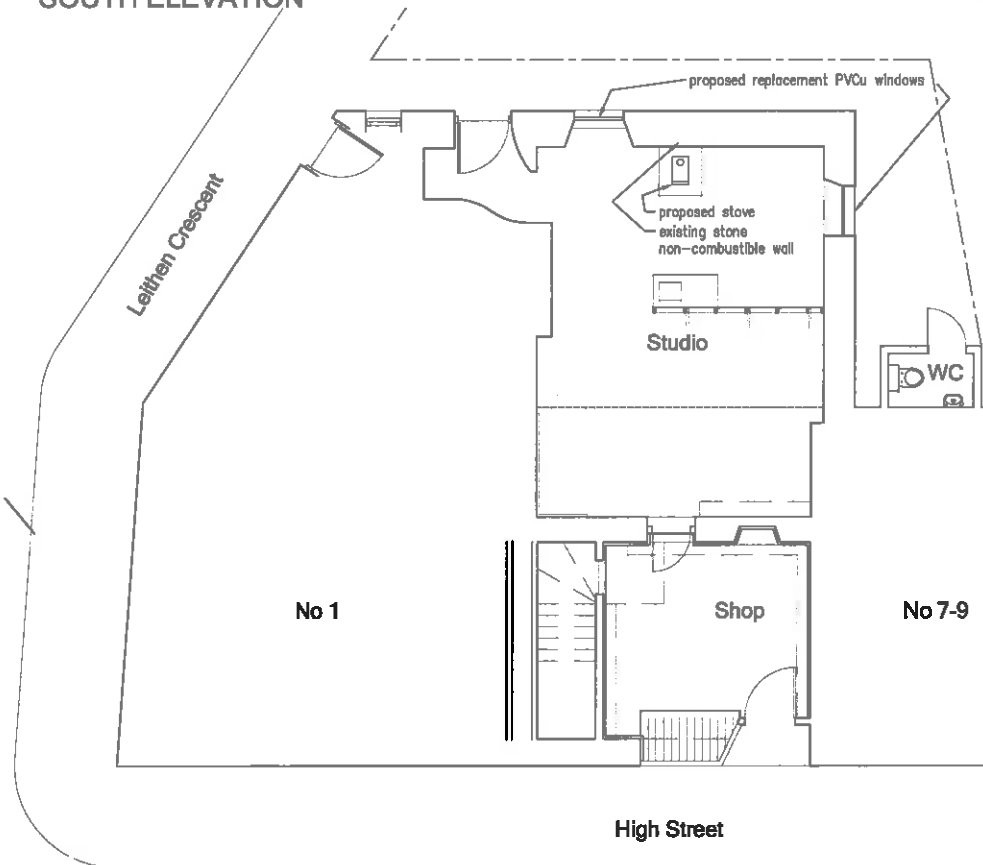 SOUTH ELEVATION
proposed replacement PVCu windows
Leithen Crescent
proposed stove
existing stone
non-combustible wall
Studio
WC
No 1
Shop
No 7-9
High Street